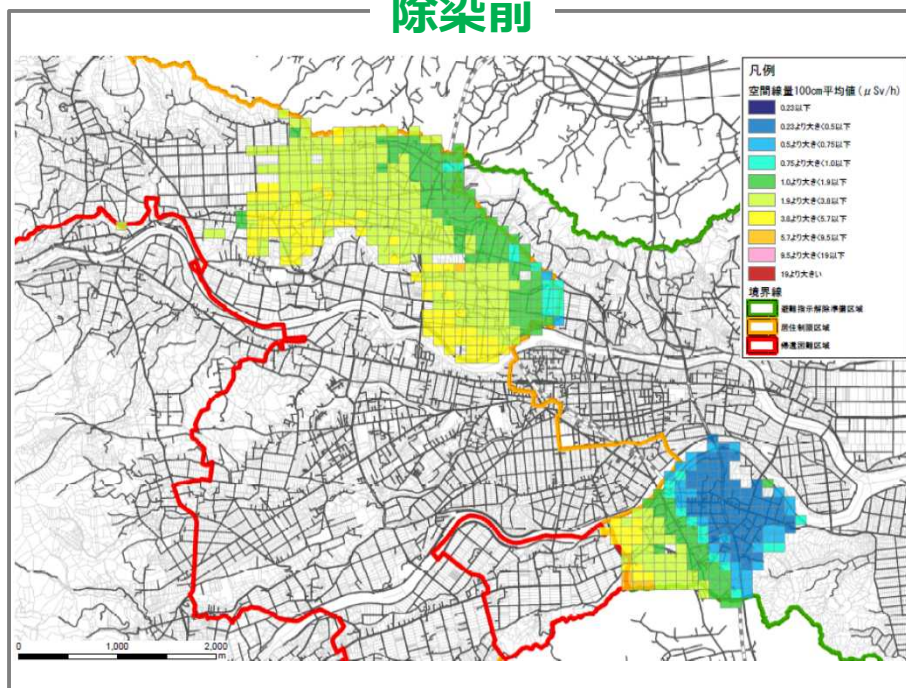 除染前
凡例
空間線量100cm平均値(μSv/h)
0.23以下
0.23より大きく0.5以下
0.5より大きく0.75以下
0.75より大きく1.0以下
1.0より大きく1.9以下
1.9より大きく3.8以下
3.8より大きく5.7以下
5.7より大きく9.5以下
9.5より大きく19以下
19より大きい
境界線
避難指示解除準備区域
居住制限区域
帰還困難区域
0 1,000 2,000
m